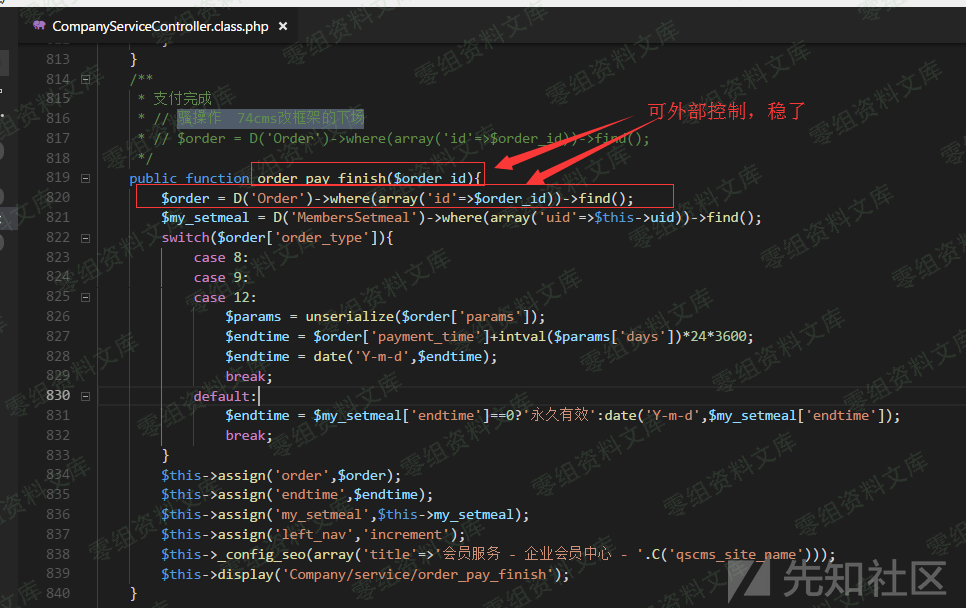 CompanyServiceController.class.php ×
813 }
814 /**
815 * 支付完成
816 * // 骚操作 74cms改框架的下场
可外部控制，稳了
817 * // $order = D('Order')->where(array('id'=>$order_id))->find();
818 */
819 public function order_pay_finish($order_id){
820 $order = D('Order')->where(array('id'=>$order_id))->find();
821 $my_setmeal = D('MembersSetmeal')->where(array('uid'=>$this->uid))->find();
822 switch($order['order_type']){
823 case 8:
824 case 9:
825 case 12:
826 $params = unserialize($order['params']);
827 $endtime = $order['payment_time']+intval($params['days'])*24*3600;
828 $endtime = date('Y-m-d',$endtime);
829 break;
830 default:
831 $endtime = $my_setmeal['endtime']==0?'永久有效':date('Y-m-d',$my_setmeal['endtime']);
832 break;
833 }
834 $this->assign('order',$order);
835 $this->assign('endtime',$endtime);
836 $this->assign('my_setmeal',$this->my_setmeal);
837 $this->assign('left_nav','increment');
838 $this->_config_seo(array('title'=>'会员服务 - 企业会员中心 - '.C('qscms_site_name')));
839 $this->display('Company/service/order_pay_finish');
840 }
先知社区
零组资料文库